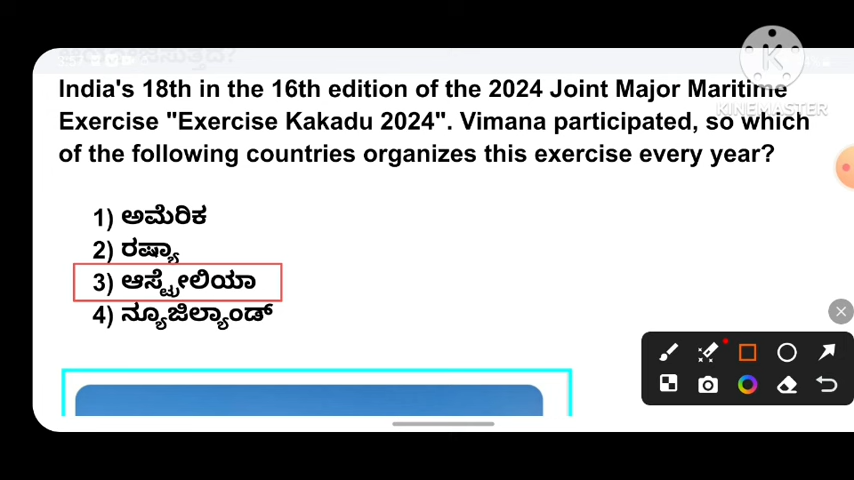 India's 18th in the 16th edition of the 2024 Joint Major Maritime
Exercise "Exercise Kakadu 2024". Vimana participated, so which
of the following countries organizes this exercise every year?
1) ಅಮೆರಿಕ
2) ರಷ್ಯಾ
3) ಆಸ್ಟ್ರೇಲಿಯಾ
4) ನ್ಯೂಜಿಲ್ಯಾಂಡ್
K
KINEMASTER